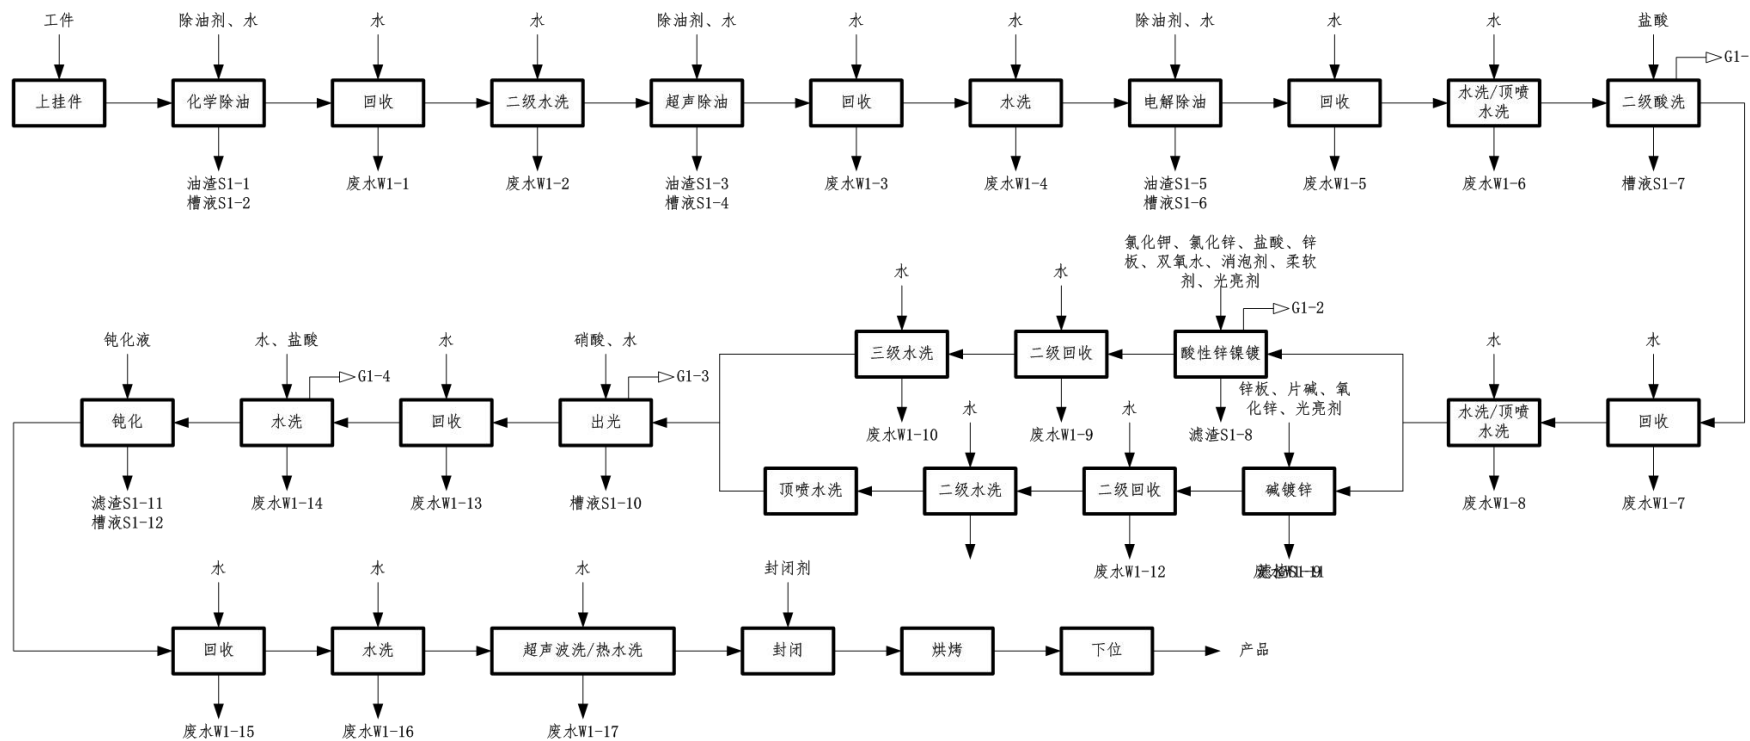 工件
除油剂、水
水
水
除油剂、水
水
水
除油剂、水
水
水
盐酸
G1-
上挂件
化学除油
回收
二级水洗
超声除油
回收
水洗
电解除油
回收
水洗/顶喷
水洗
二级酸洗
油渣S1-1
槽液S1-2
废水W1-1
废水W1-2
油渣S1-3
槽液S1-4
废水W1-3
废水W1-4
油渣S1-5
槽液S1-6
废水W1-5
废水W1-6
槽液S1-7
氯化钾、氯化锌、盐酸、锌
板、双氧水、消泡剂、柔软
剂、光亮剂
水
水
G1-2
钝化液
水、盐酸
水
硝酸、水
三级水洗
二级回收
酸性锌镍镀
水
水
G1-4
G1-3
锌板、片碱、氧
化锌、光亮剂
钝化
水洗
回收
出光
水
水
水洗/顶喷
水洗
回收
废水W1-10
废水W1-9
滤渣S1-8
滤渣S1-11
槽液S1-12
废水W1-14
废水W1-13
槽液S1-10
顶喷水洗
二级水洗
二级回收
碱镀锌
废水W1-8
废水W1-7
废水W1-12
水
水
水
封闭剂
回收
水洗
超声波洗/热水洗
封闭
烘烤
下位
产品
废水W1-15
废水W1-16
废水W1-17